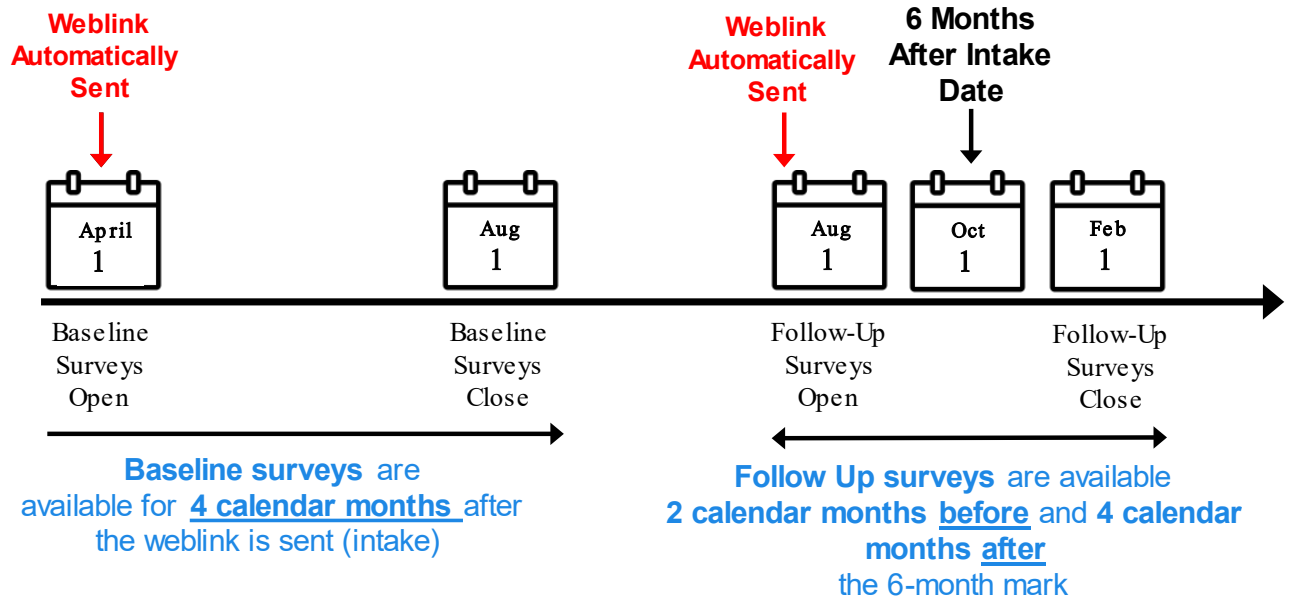 Weblink
Automatically
Sent
Weblink
Automatically
Sent
6 Months
After Intake
Date
April
1
Aug
1
Aug
1
Oct
1
Feb
1
Baseline
Surveys
Open
Baseline
Surveys
Close
Follow-Up
Surveys
Open
Follow-Up
Surveys
Close
Baseline surveys are
available for 4 calendar months after
the weblink is sent (intake)
Follow Up surveys are available
2 calendar months before and 4 calendar
months after
the 6-month mark